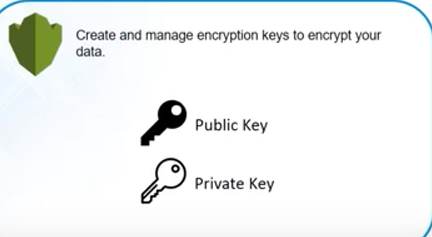 Create and manage encryption keys to encrypt your
data.
Public Key
Private Key